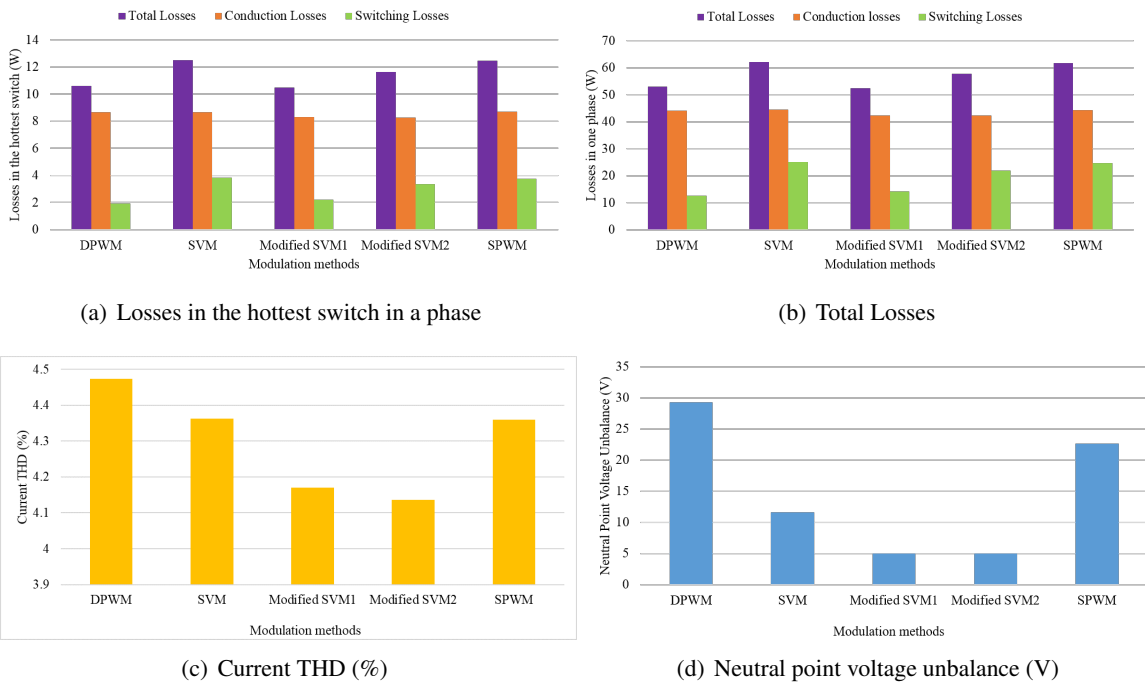 Total Losses Conduction Losses Switching Losses
Losses in the hottest switch (W)
14
12
10
8
6
4
2
0
DPWM SVM Modified SVM1 Modified SVM2 SPWM
Modulation methods
(a) Losses in the hottest switch in a phase
Total Losses Conduction losses Switching Losses
Losses in one phase (W)
70
60
50
40
30
20
10
0
DPWM SVM Modified SVM1 Modified SVM2 SPWM
Modulation methods
(b) Total Losses
Current THD (%)
4.5
4.4
4.3
4.2
4.1
4
3.9
DPWM SVM Modified SVM1 Modified SVM2 SPWM
Modulation methods
(c) Current THD (%)
Neutral Point Voltage Unbalance (V)
35
30
25
20
15
10
5
0
DPWM SVM Modified SVM1 Modified SVM2 SPWM
Modulation methods
(d) Neutral point voltage unbalance (V)